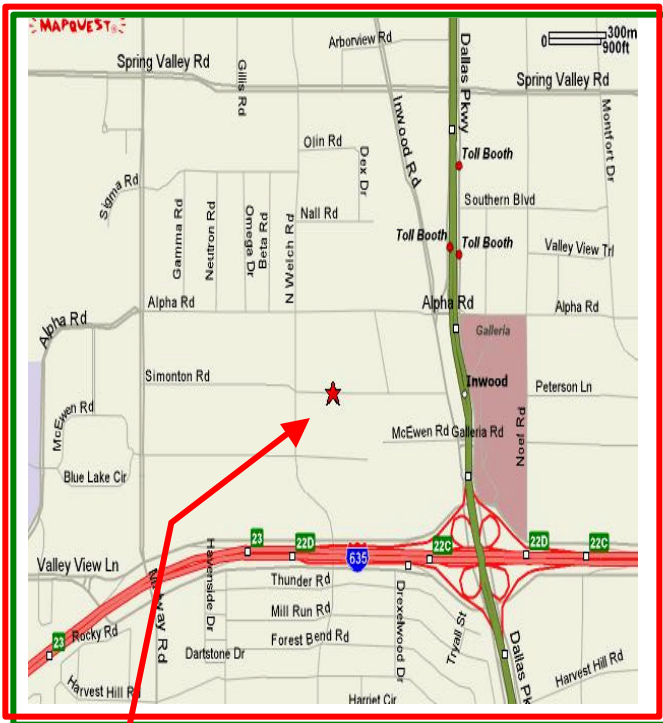 MAPQUEST
0 300m
900ft
Arborview Rd
Spring Valley Rd
Spring Valley Rd
Gillis Rd
Dallas Pkwy
Inwood Rd
Montfort Dr
Olin Rd
Dex Dr
Toll Booth
Sigma Rd
Southern Blvd
Gamma Rd
Neutron Rd
Omega Dr
Beta Rd
N Welch Rd
Nall Rd
Toll Booth
Toll Booth
Valley View Trl
Alpha Rd
Alpha Rd
Alpha Rd
Alpha Rd
Galleria
Simonton Rd
Inwood
Peterson Ln
McEwen Rd
McEwen Rd
Galleria Rd
Noel Rd
Blue Lake Cir
23
22D
635
22C
22D
22C
Valley View Ln
Havenside Dr
Thunder Rd
Drexelwood Dr
Mill Run Rd
Tryall St
23
Rocky Rd
Forest Bend Rd
Dartstone Dr
Dallas Pk
Harvest Hill Rd
Harvest Hill Rd
Harriet Cir